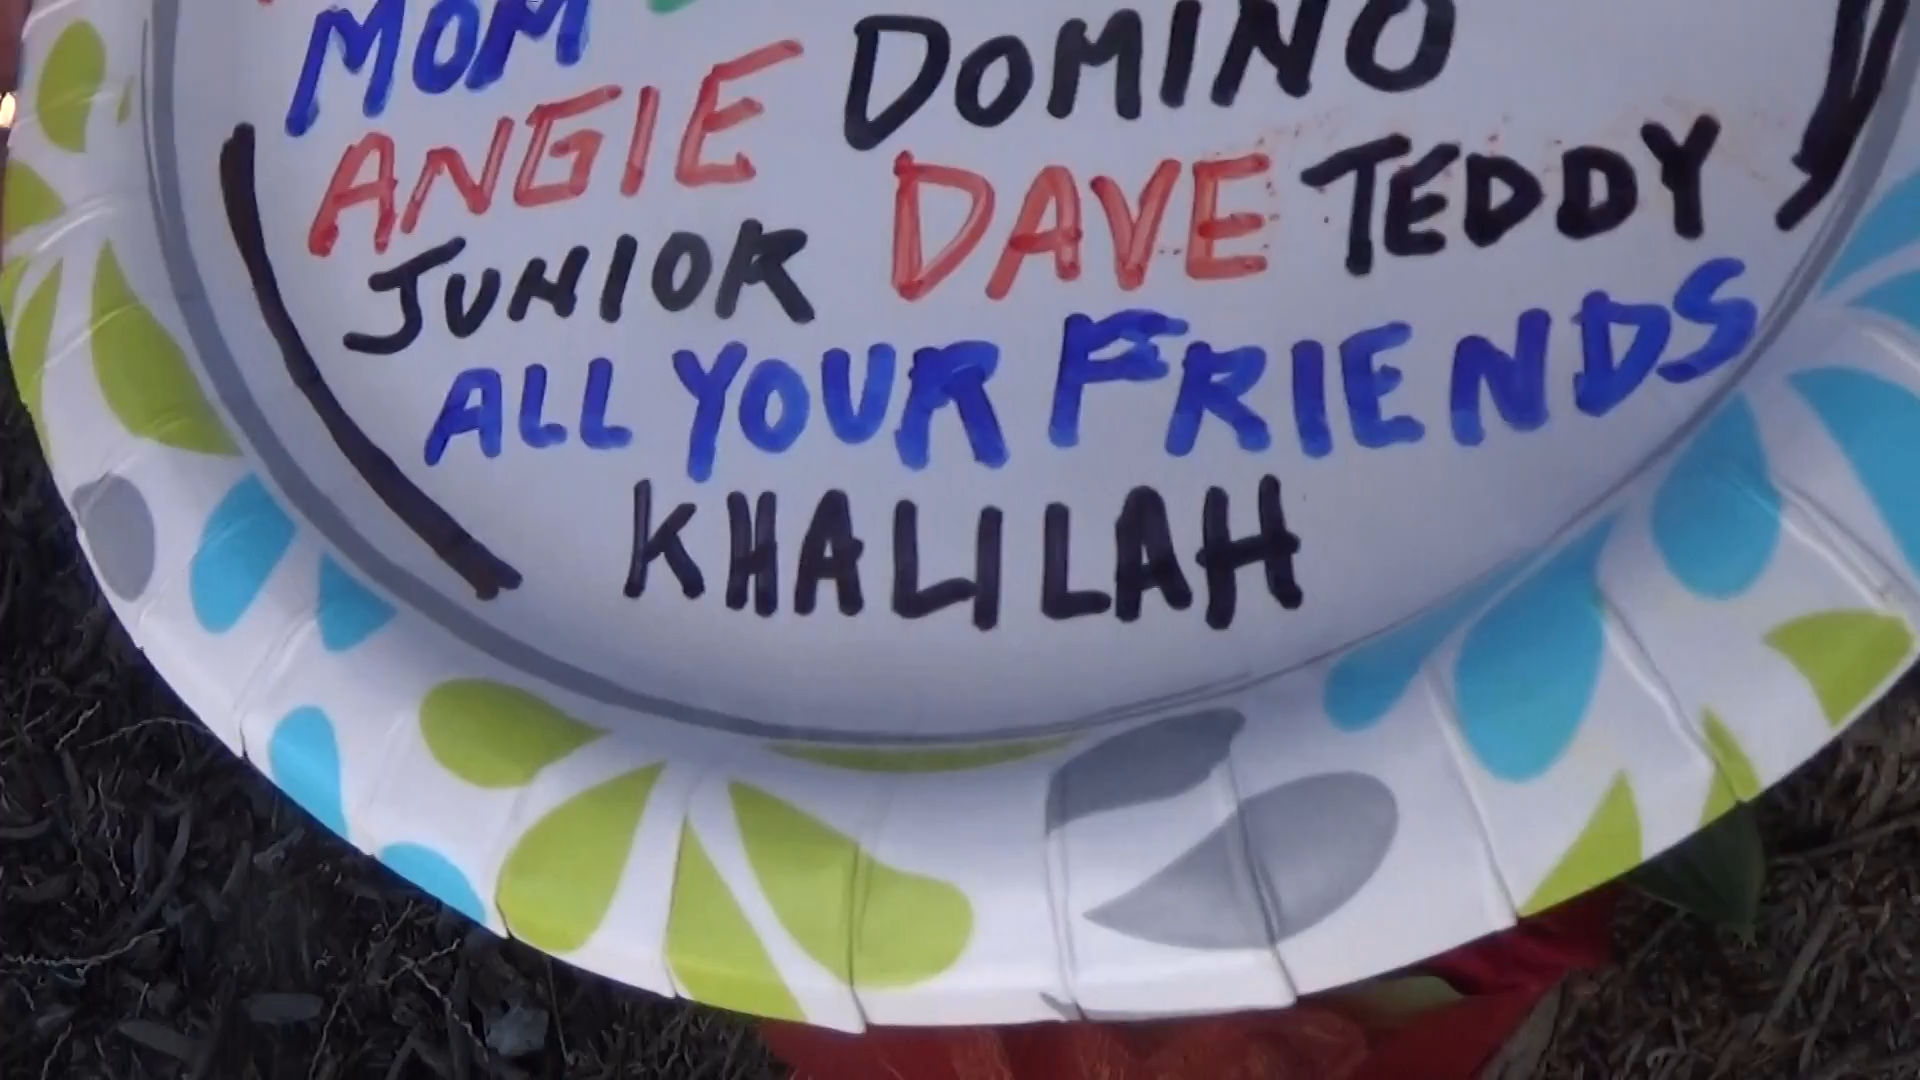 MOM DOMINO
ANGIE DAVE TEDDY
JUNIOR
ALL YOUR FRIENDS
KHALILAH